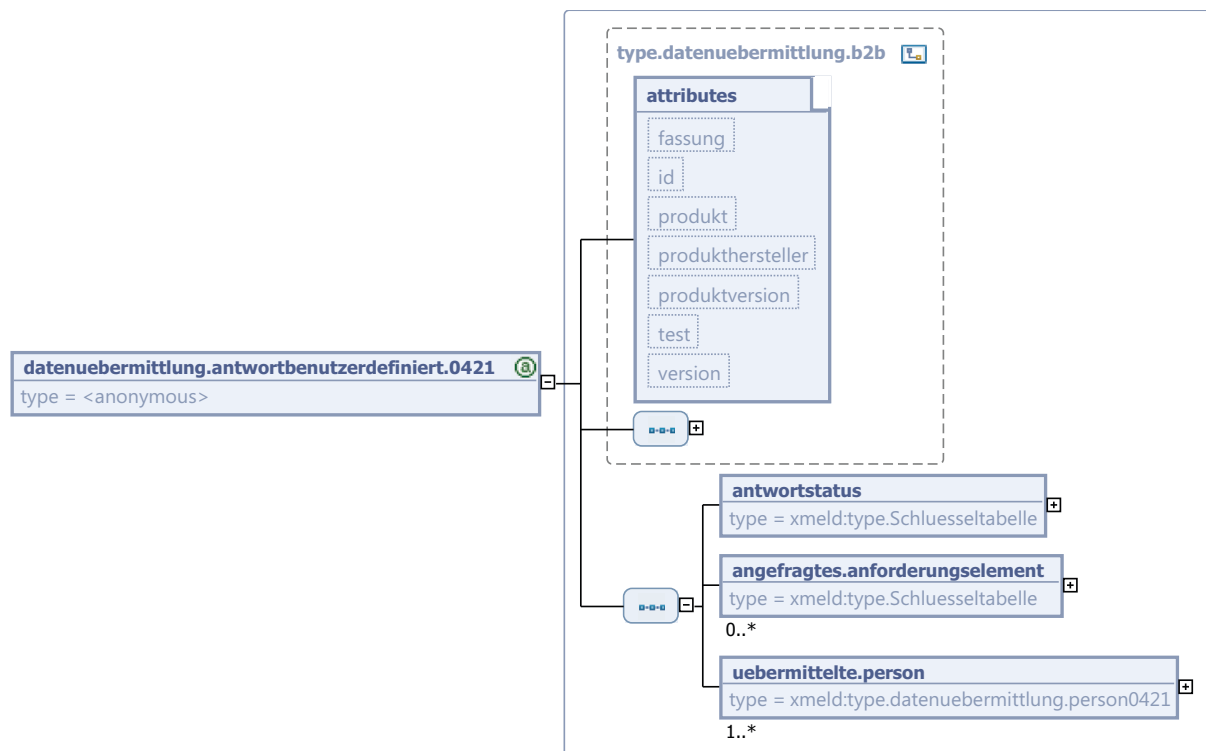 type.datenuebermittlung.b2b
attributes
fassung
id
produkt
produkthersteller
produktversion
test
version
datenuebermittlung.antwortbenutzerdefiniert.0421
type = <anonymous>
antwortstatus
type = xmeld:type.Schluesseltabelle
angefragtes.anforderungselement
type = xmeld:type.Schluesseltabelle
0..*
uebermittelte.person
type = xmeld:type.datenuebermittlung.person0421
1..*